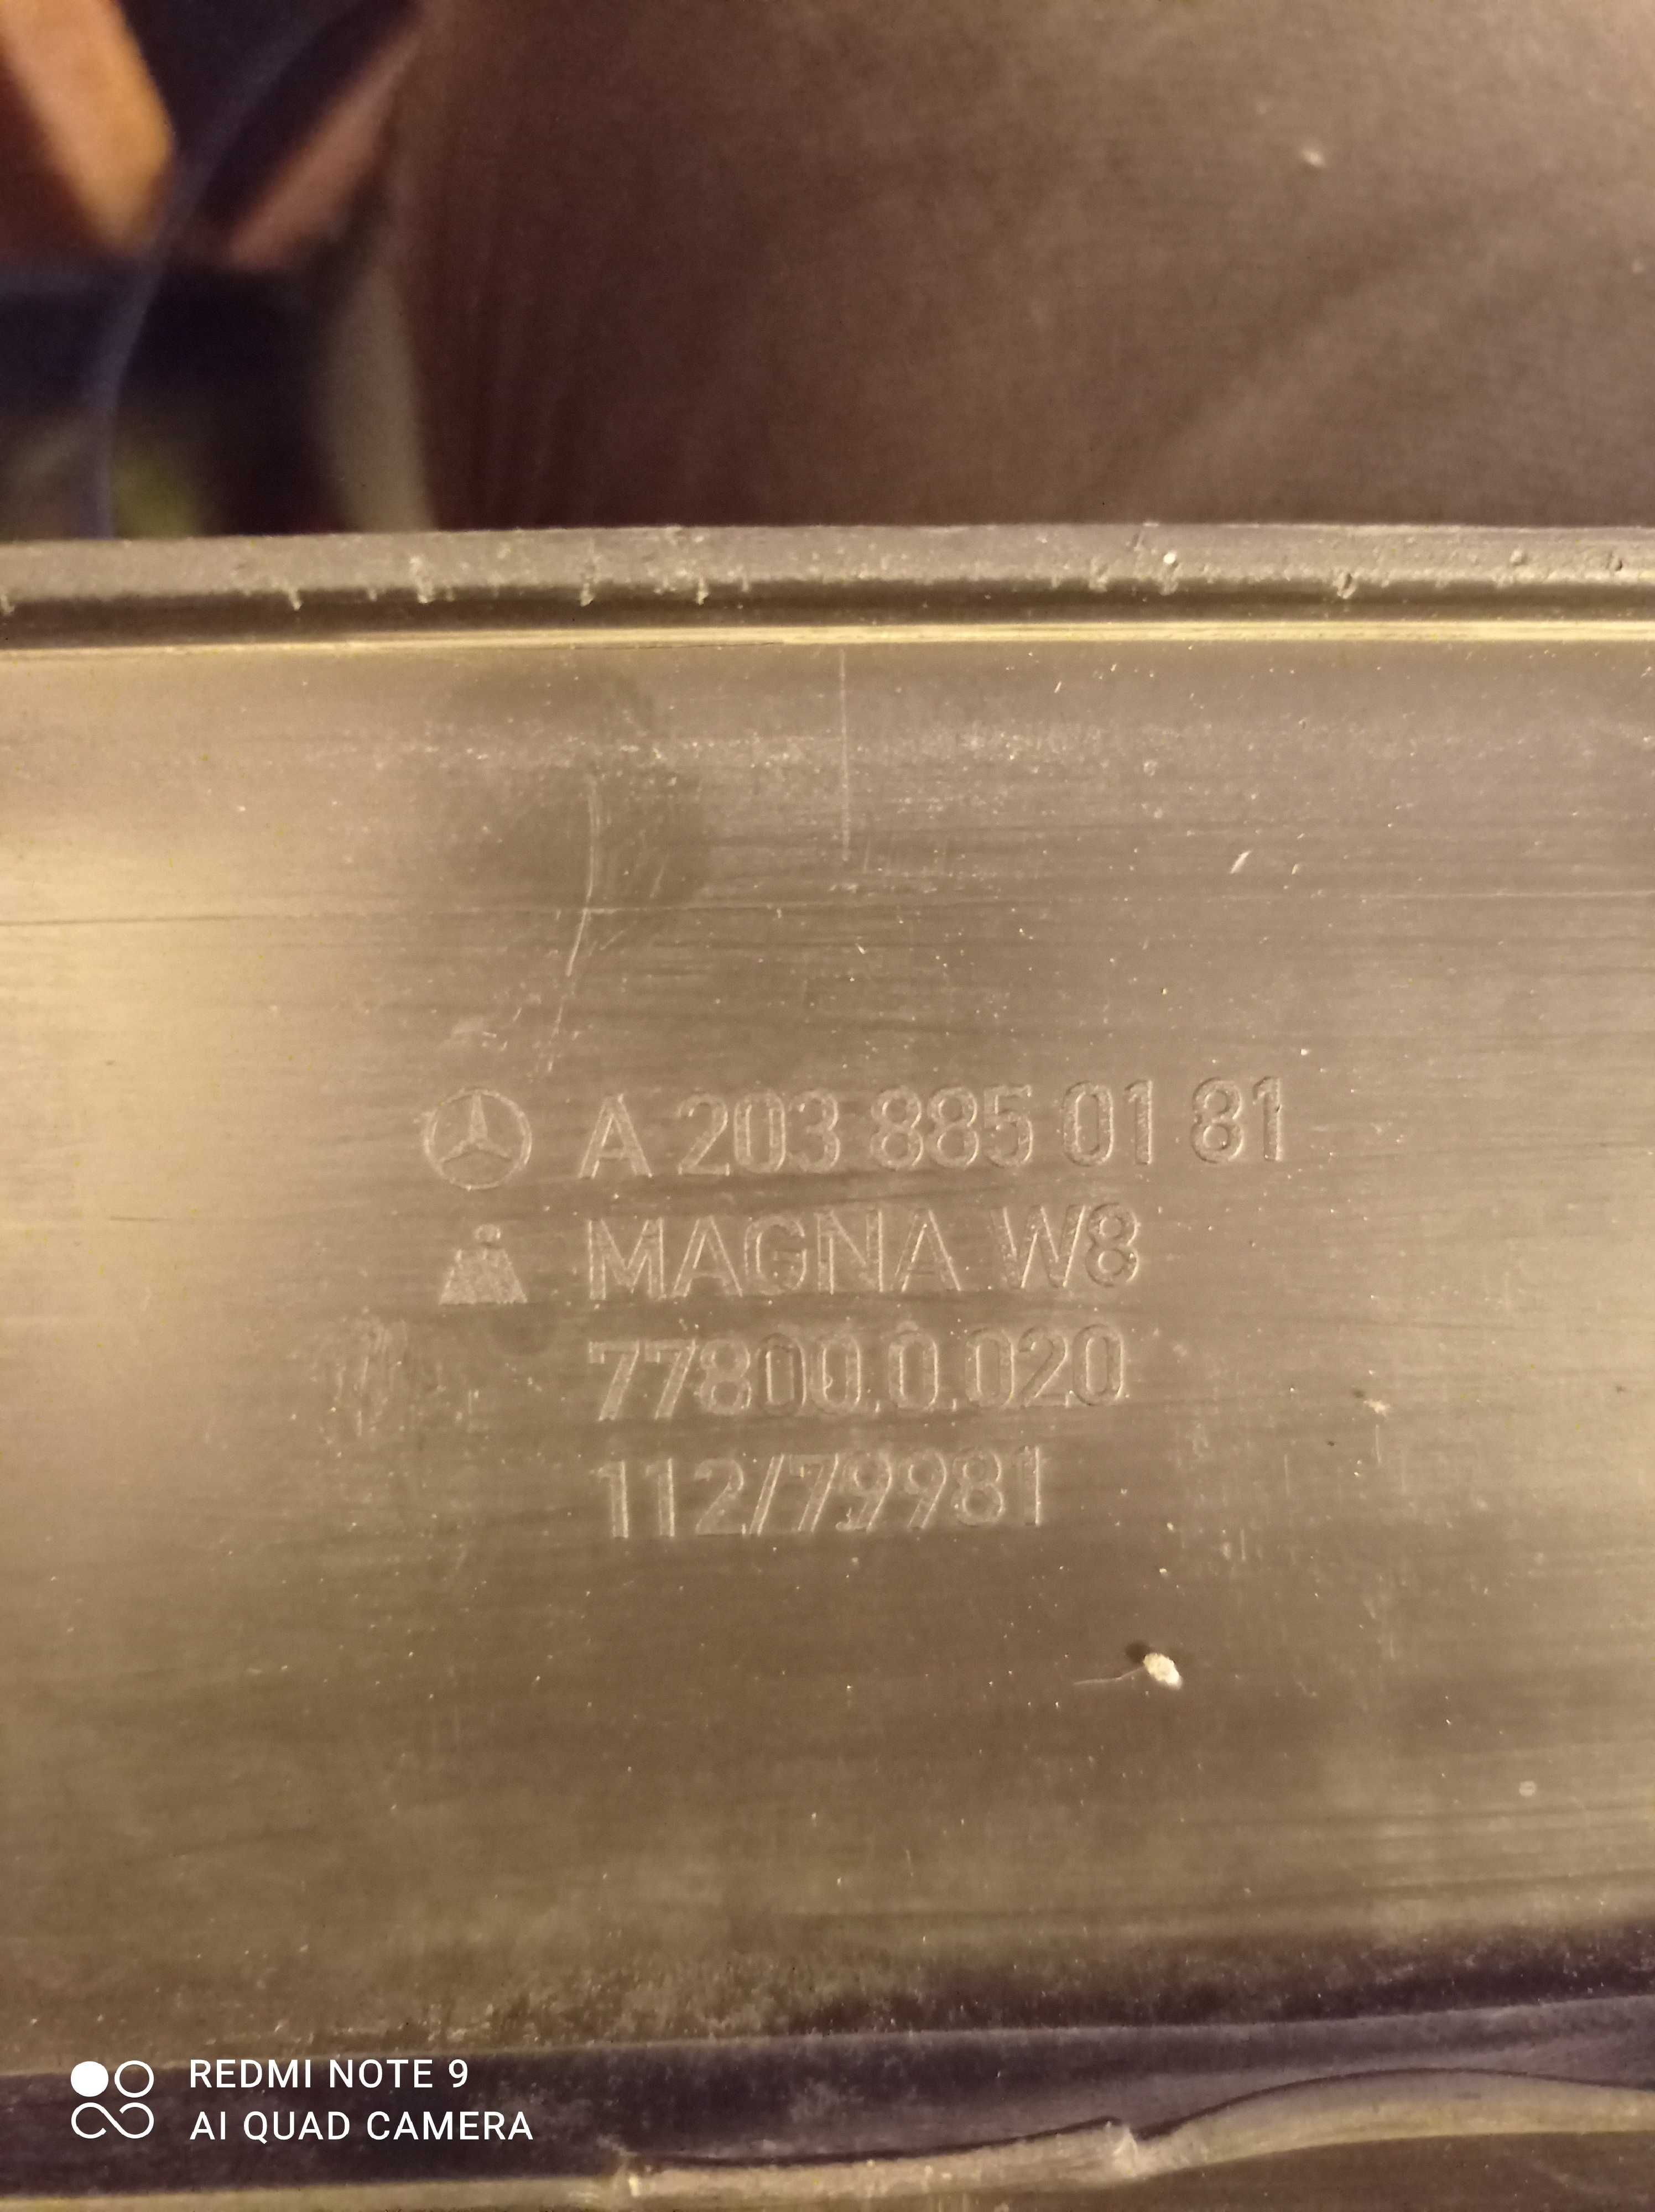 A 203 885 01 81
MAGNA W8
77800.0.020
112/79981
REDMI NOTE 9
AI QUAD CAMERA